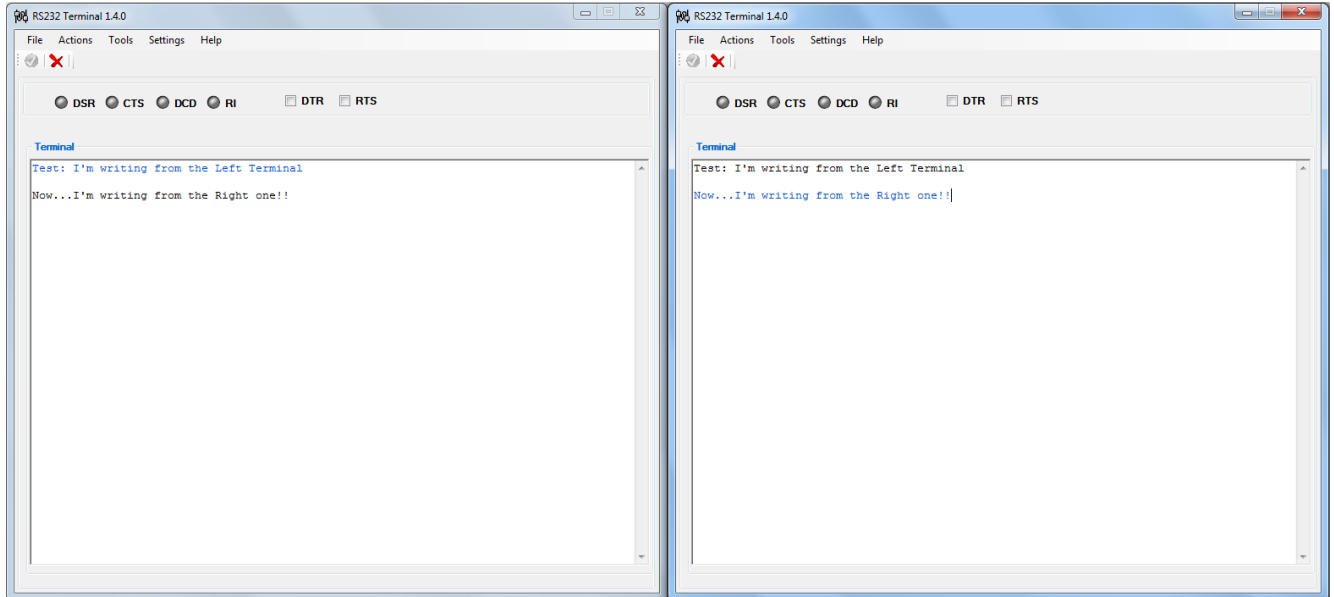 RS232 Terminal 1.4.0
File Actions Tools Settings Help
DSR CTS DCD RI DTR RTS
Terminal
Test: I'm writing from the Left Terminal
Now...I'm writing from the Right one!!
RS232 Terminal 1.4.0
File Actions Tools Settings Help
DSR CTS DCD RI DTR RTS
Terminal
Test: I'm writing from the Left Terminal
Now...I'm writing from the Right one!!